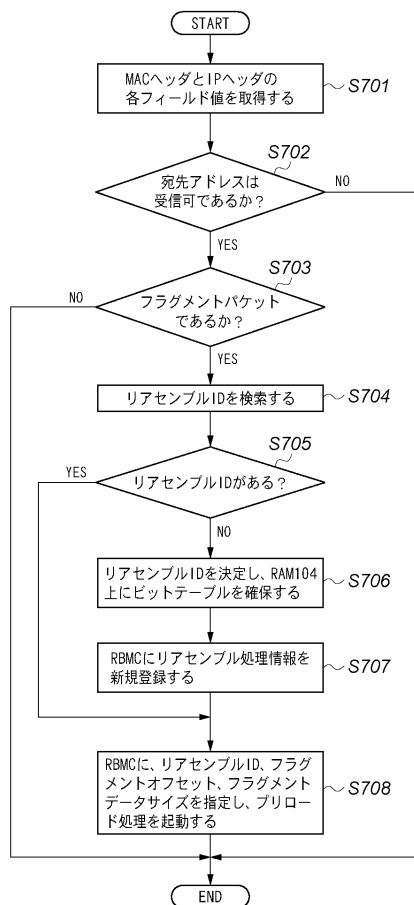 START
MACヘッダとIPヘッダの
各フィールド値を取得する
S701
S702
宛先アドレスは
受信可であるか？
NO
YES
S703
NO
フラグメントパケット
であるか？
YES
リアセンブルIDを検索する
S704
S705
YES
リアセンブルIDがある？
NO
リアセンブルIDを決定し、RAM104
上にビットテーブルを確保する
S706
RBMCにリアセンブル処理情報を
新規登録する
S707
RBMCに、リアセンブルID、フラグ
メントオフセット、フラグメント
データサイズを指定し、プリロー
ド処理を起動する
S708
END